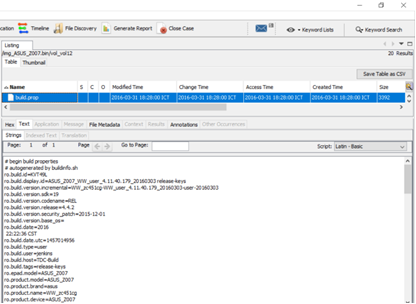 cation Timeline File Discovery Generate Report Close Case Keyword Lists Keyword Search
Listing
/img_ASUS_Z007.bin/vol_vol12
20 Results
Table Thumbnail
Save Table as CSV
Name S C O Modified Time Change Time Access Time Created Time Size
build.prop 2016-03-31 18:28:00 ICT 2016-03-31 18:28:00 ICT 2016-03-31 18:28:00 ICT 2016-03-31 18:28:00 ICT 3392
Hex Text Application Message File Metadata Context Results Annotations Other Occurrences
Strings Indexed Text Translation
Page: 1 of 1 Page Go to Page: Script: Latin - Basic
# begin build properties
# autogenerated by buildinfo.sh
ro.build.id=KVT49L
ro.build.display.id=ASUS_Z007_WW_user_4.11.40.179_20160303 release-keys
ro.build.version.incremental=WW_zc451cg-WW_user_4.11.40.179_20160303-user-20160303
ro.build.version.sdk=19
ro.build.version.codename=REL
ro.build.version.release=4.4.2
ro.build.version.security_patch=2015-12-01
ro.build.version.base_os=
ro.build.date=2016
22:22:36 CST
ro.build.date.utc=1457014956
ro.build.type=user
ro.build.user=jenkins
ro.build.host=TDC-Build
ro.build.tags=release-keys
ro.epad.model=ASUS_Z007
ro.product.model=ASUS_Z007
ro.product.brand=asus
ro.product.name=WW_zc451cg
ro.product.device=ASUS_Z007